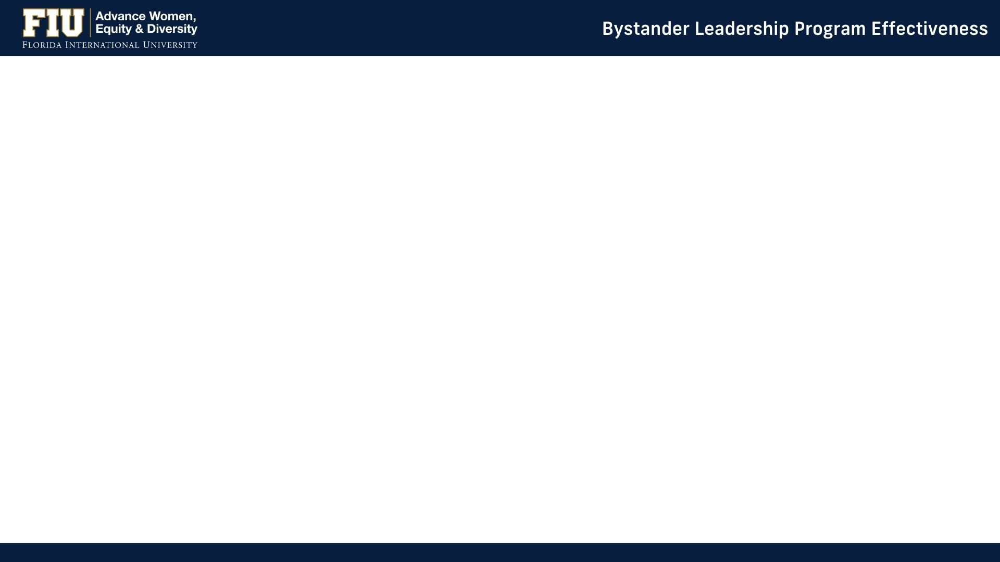 FIU
Advance Women,
Equity & Diversity
FLORIDA INTERNATIONAL UNIVERSITY
Bystander Leadership Program Effectiveness